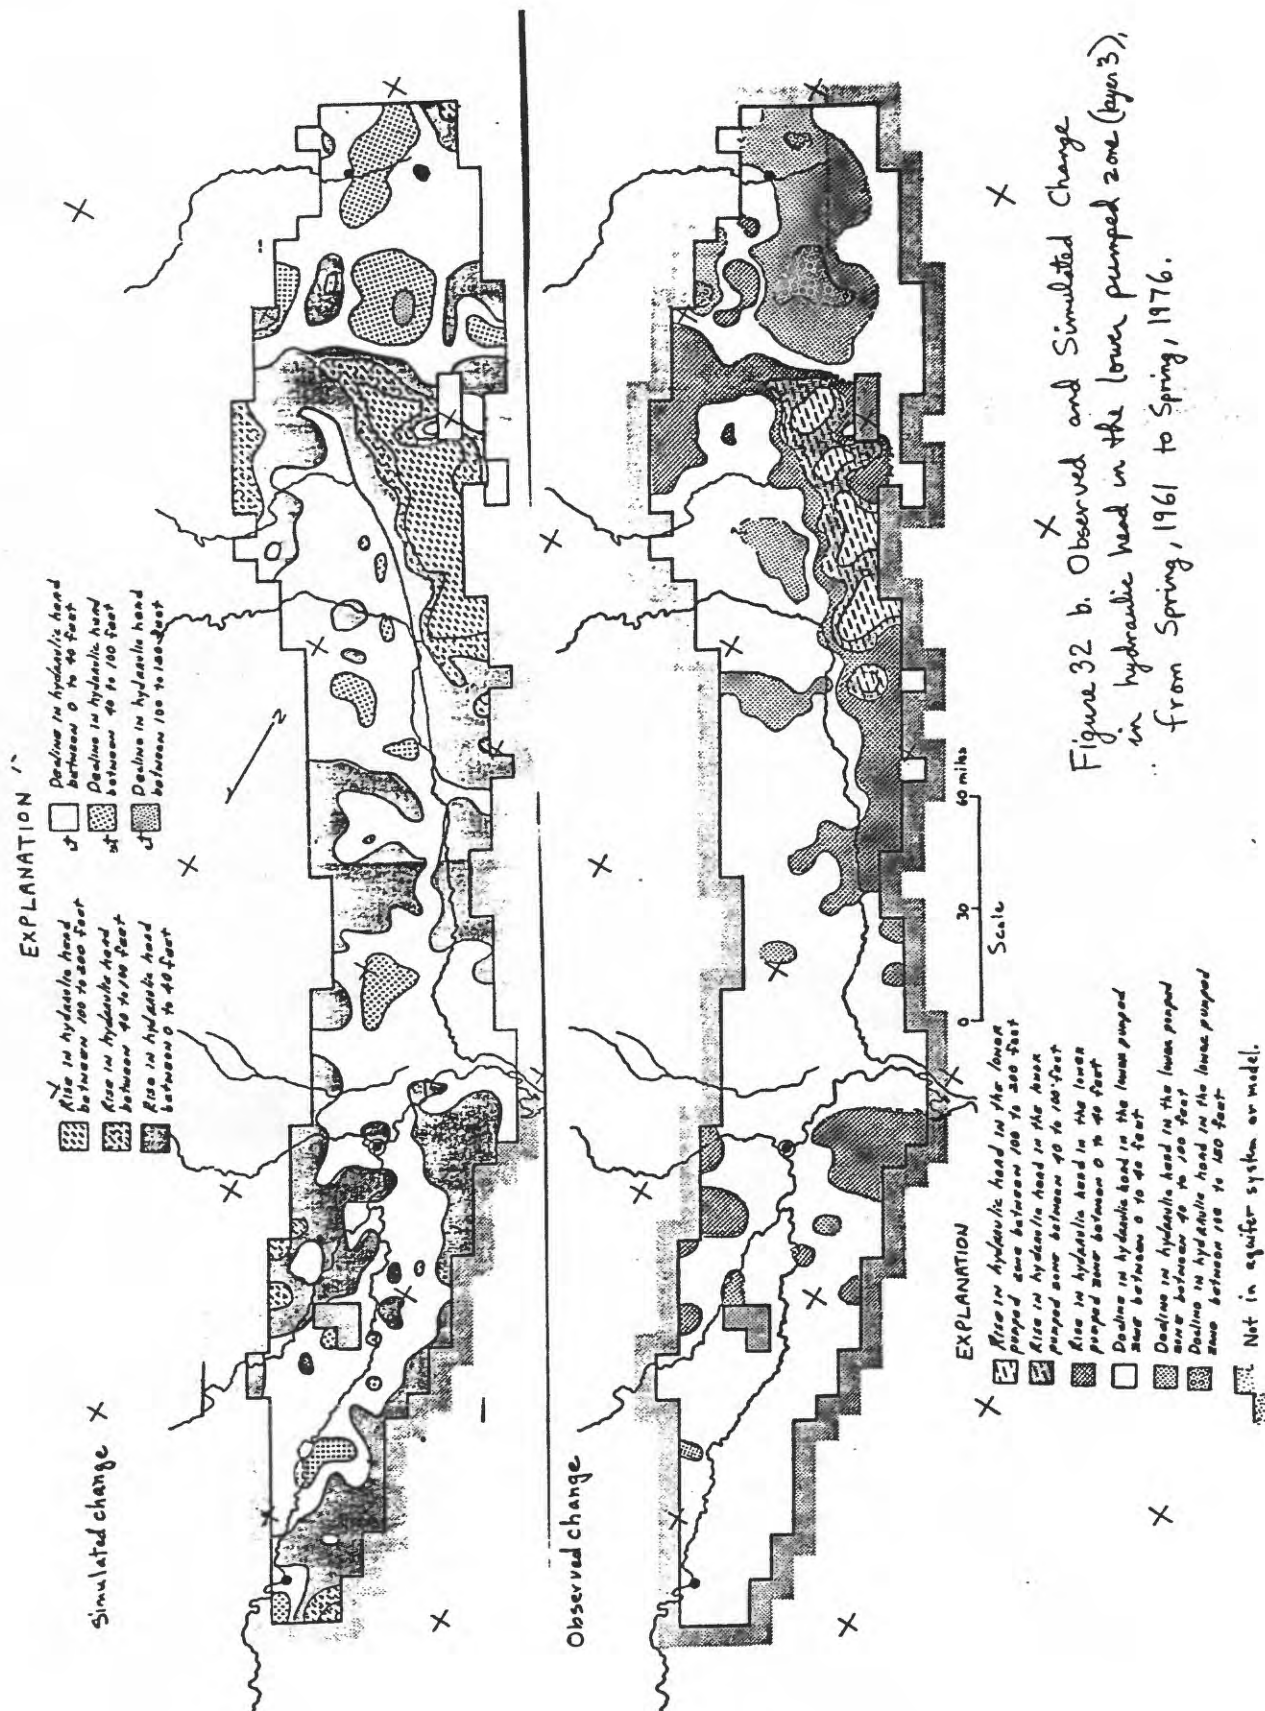 EXPLANATION
Rise in hydraulic head
between 100 to 200 feet
Rise in hydraulic head
between 40 to 100 feet
Rise in hydraulic head
between 0 to 40 feet
Decline in hydraulic head
between 0 to 40 feet
Decline in hydraulic head
between 40 to 100 feet
Decline in hydraulic head
between 100 to 180 feet
Simulated change
Observed change
0 30 60 miles
Scale
EXPLANATION
Rise in hydraulic head in the lower
pumped zone between 100 to 200 feet
Rise in hydraulic head in the lower
pumped zone between 40 to 100 feet
Rise in hydraulic head in the lower
pumped zone between 0 to 40 feet
Decline in hydraulic head in the lower pumped
zone between 0 to 40 feet
Decline in hydraulic head in the lower pumped
zone between 40 to 100 feet
Decline in hydraulic head in the lower pumped
zone between 100 to 180 feet
Not in aquifer system or model.
Figure 32 b. Observed and Simulated Change
in hydraulic head in the lower pumped zone (layer 3),
from Spring, 1961 to Spring, 1976.